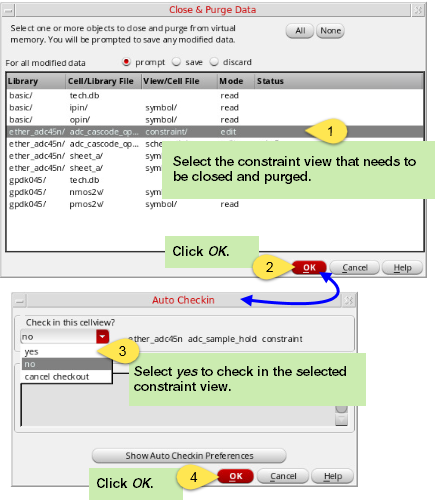 Close & Purge Data
Select one or more objects to close and purge from virtual
memory. You will be prompted to save any modified data.
All
None
For all modified data
prompt
save
discard
Library Cell/Library File View/Cell File Mode Status
basic/ tech.db read
basic/ ipin/ symbol/ read
basic/ opin/ symbol/ read
ether_adc45n/ adc_cascode_op... constraint/ edit
1
ether_adc45n/ adc_cascode_op...
ether_adc45n/ sheet_a/
ether_adc45n/ sheet_a/
gpdk045/ tech.db
gpdk045/ nmos2v/
gpdk045/ pmos2v/ symbol/ read
Select the constraint view that needs to
be closed and purged.
Click OK.
2
OK
Cancel
Help
Auto Checkin
Check in this cellview?
no
ether_adc45n adc_sample_hold constraint
yes
no
cancel checkout
3
Select yes to check in the selected
constraint view.
Show Auto Checkin Preferences
Click OK.
4
OK
Cancel
Help